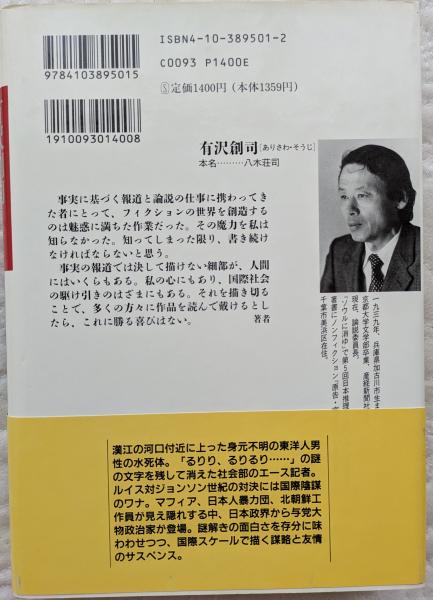 ISBN4-10-389501-2
C0093 P1400E
Ⓢ定価1400円(本体1359円)
9784103895015
1910093014008
有沢創司[ありさわ・そうじ]
本名………八木荘司
事実に基づく報道と論説の仕事に携わってき
た者にとって、フィクションの世界を創造する
のは魅惑に満ちた作業だった。その魔力を私は
知らなかった。知ってしまった限り、書き続け
なければならないと思う。
事実の報道では決して描けない細部が、人間
にはいくらもある。私の心にもあり、国際社会
の駆け引きのはざまにもある。それを描き切る
ことで、多くの方々に作品を読んで戴けるとし
たら、これに勝る喜びはない。
著者
一九三九年、兵庫県加古川市生ま
京都大学文学部卒業。産経新聞社
現在、論説委員長。
「ソウルに消ゆ」で第5回日本推理
著書にノンフィクション「原告・
千葉市美浜区在住。
漢江の河口付近に上った身元不明の東洋人男
性の水死体。「るりり、るりるり……」の謎
の文字を残して消えた社会部のエース記者。
ルイス対ジョンソン世紀の対決には国際陰謀
のワナ。マフィア、日本人暴力団、北朝鮮工
作員が見え隠れする中、日本政界から与党大
物政治家が登場。謎解きの面白さを存分に味
わわせつつ、国際スケールで描く謀略と友情
のサスペンス。